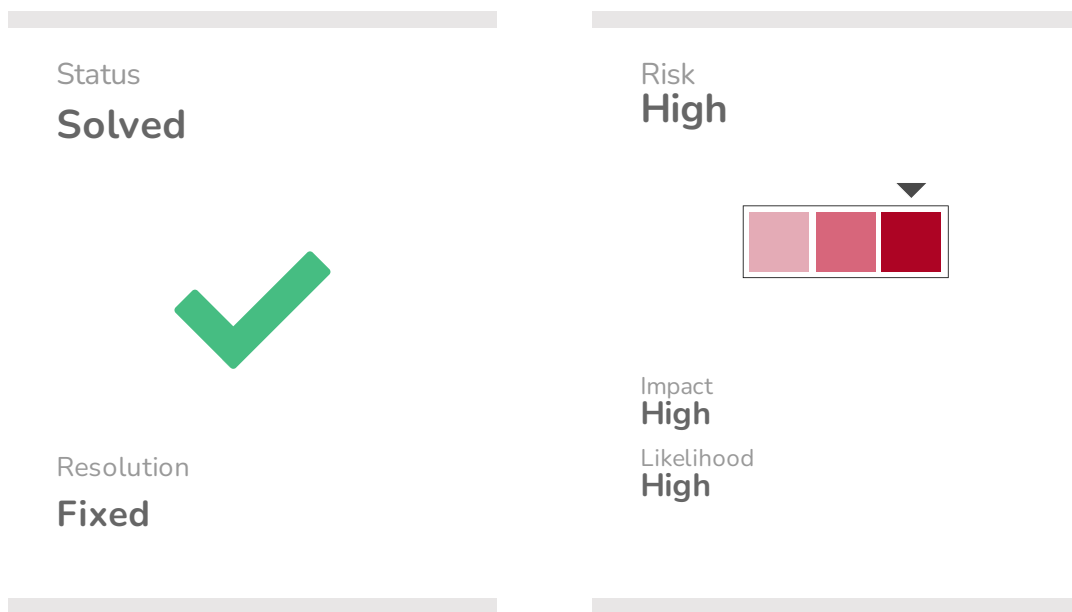 Status
Solved
Resolution
Fixed
Risk
High
Impact
High
Likelihood
High